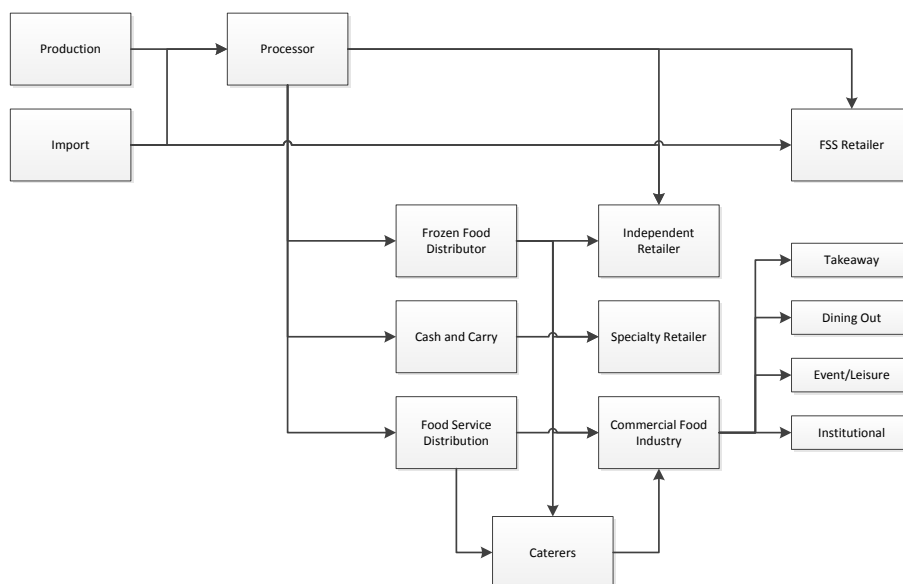 Production
Processor
Import
FSS Retailer
Frozen Food
Distributor
Independent
Retailer
Takeaway
Dining Out
Cash and Carry
Specialty Retailer
Event/Leisure
Food Service
Distribution
Commercial Food
Industry
Institutional
Caterers